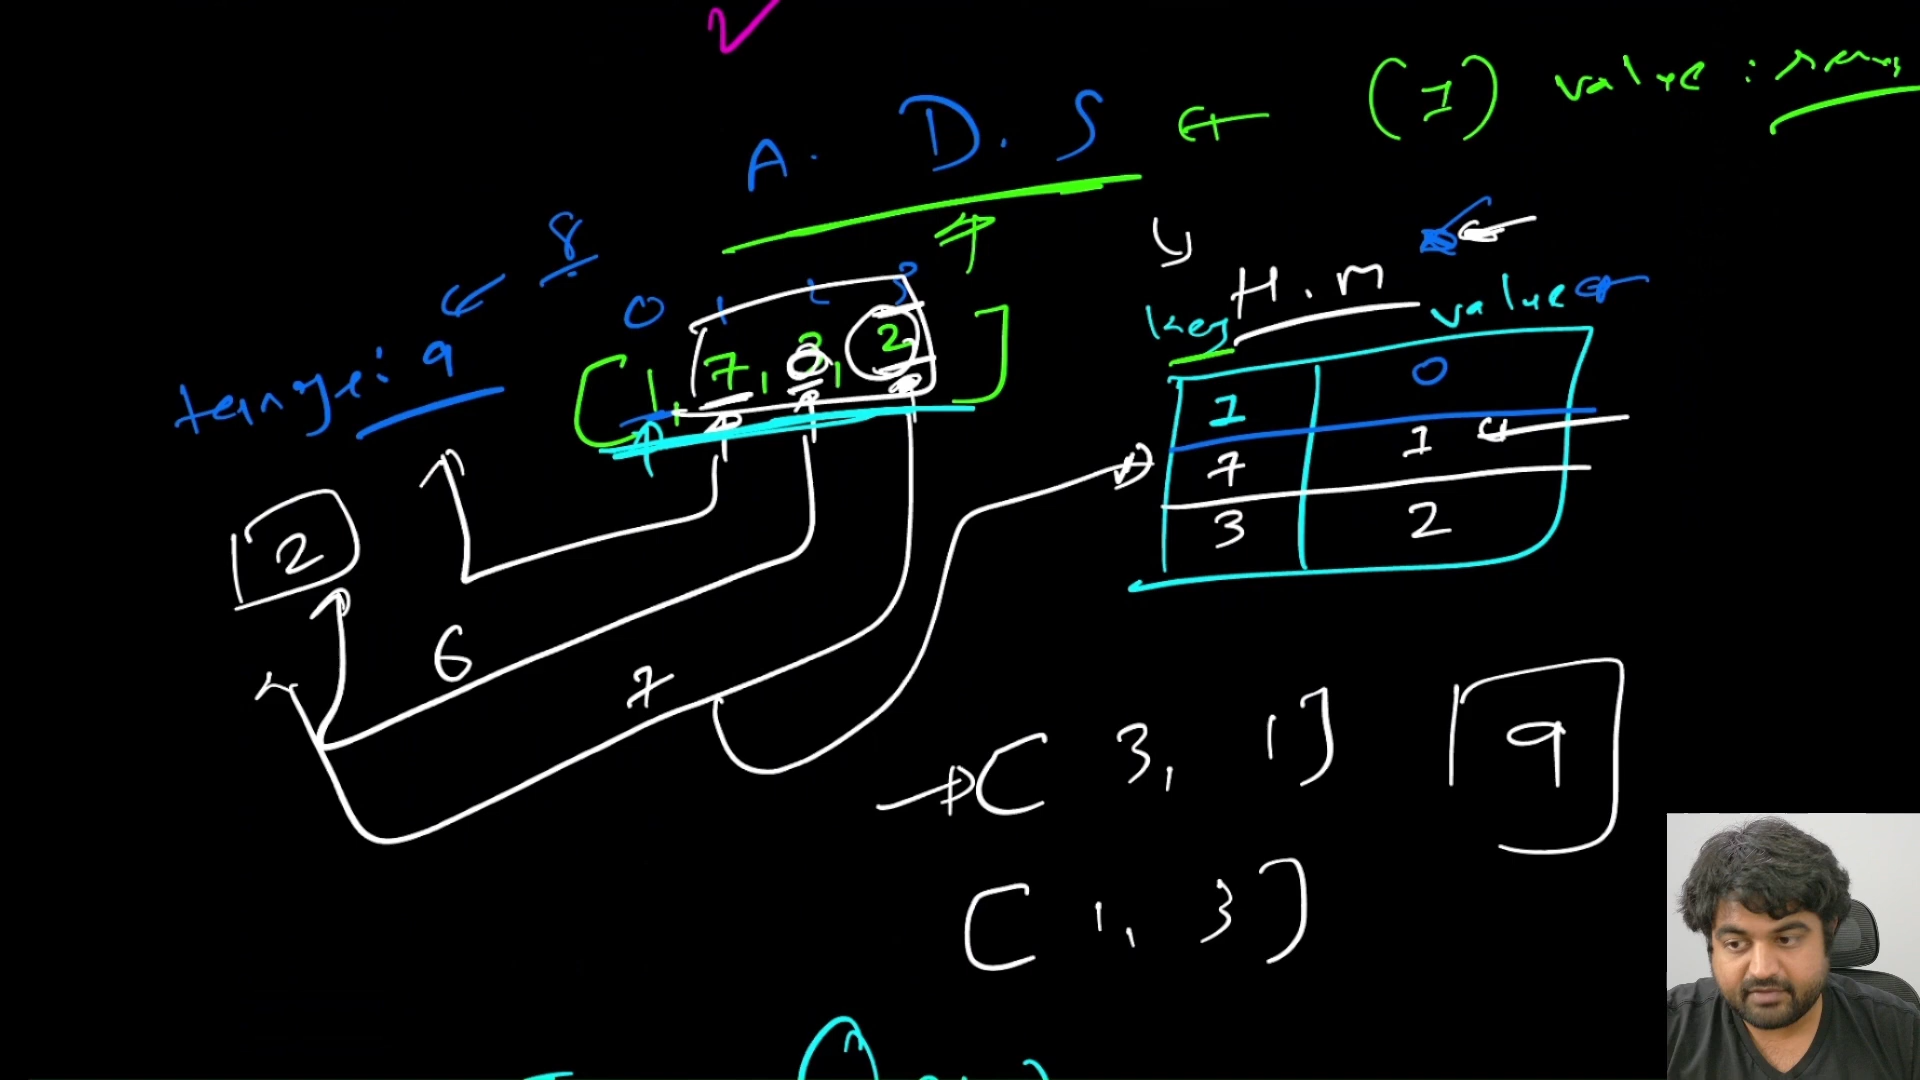 (1) value :
A. D. S
8
H.M
0 1 2 3
key value
target: 9
[1, 7, 3, 2]
1 0
7 1
3 2
2
6
7
[3, 1] 9
[1, 3]
n